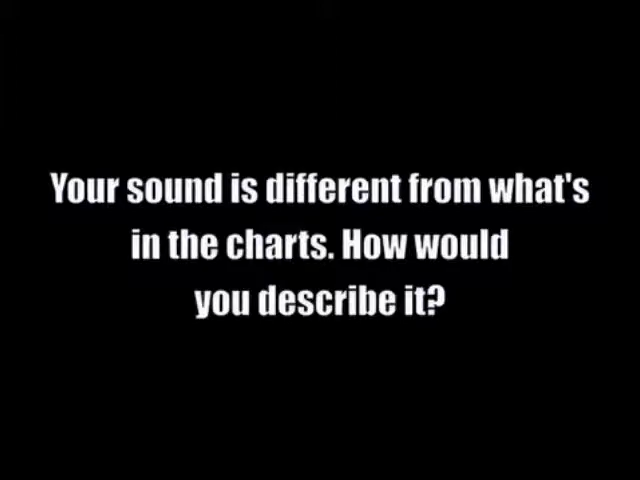 Your sound is different from what's
in the charts. How would
you describe it?